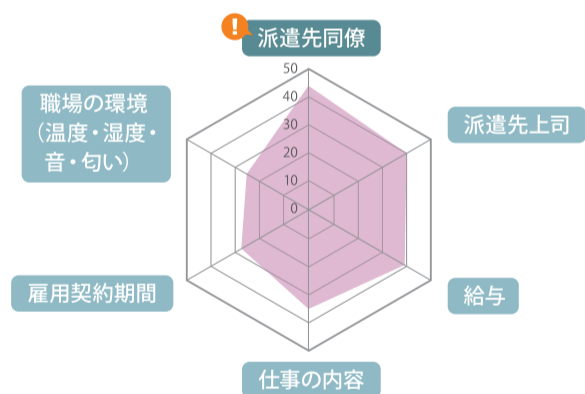 !
派遣先同僚
50
40
30
20
10
0
職場の環境
（温度・湿度・
音・匂い）
派遣先上司
雇用契約期間
給与
仕事の内容